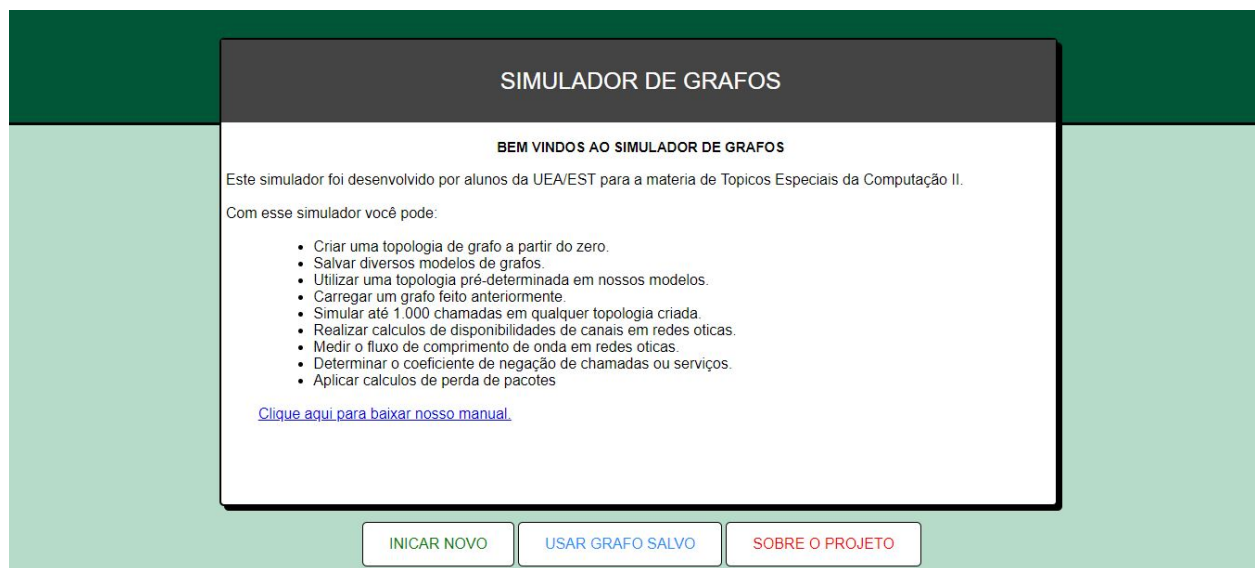 SIMULADOR DE GRAFOS
BEM VINDOS AO SIMULADOR DE GRAFOS
Este simulador foi desenvolvido por alunos da UEA/EST para a materia de Topicos Especiais da Computação II.
Com esse simulador você pode:
• Criar uma topologia de grafo a partir do zero.
• Salvar diversos modelos de grafos.
• Utilizar uma topologia pré-determinada em nossos modelos.
• Carregar um grafo feito anteriormente.
• Simular até 1.000 chamadas em qualquer topologia criada.
• Realizar calculos de disponibilidades de canais em redes oticas.
• Medir o fluxo de comprimento de onda em redes oticas.
• Determinar o coeficiente de negação de chamadas ou serviços.
• Aplicar calculos de perda de pacotes
Clique aqui para baixar nosso manual.
INICAR NOVO
USAR GRAFO SALVO
SOBRE O PROJETO